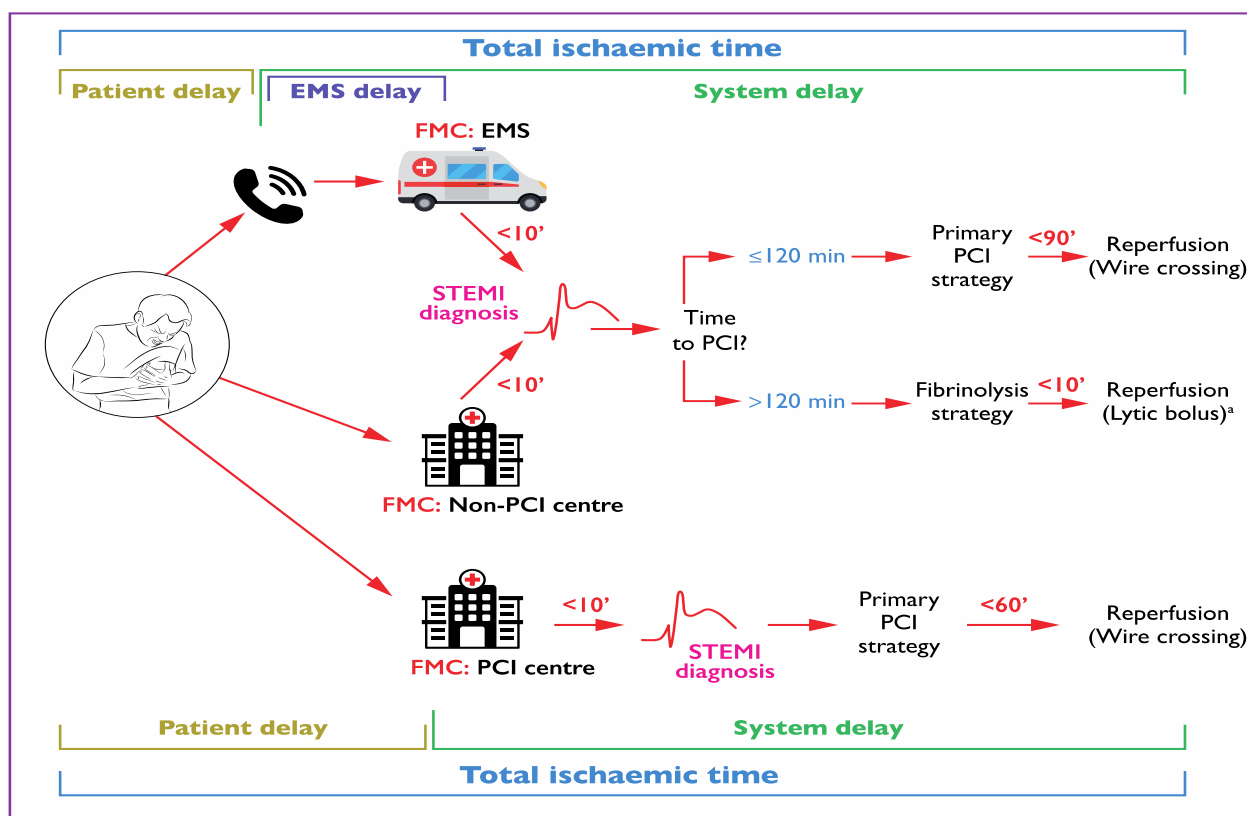 Total ischaemic time
Patient delay
EMS delay
System delay
FMC: EMS
<10’
STEMI
diagnosis
<10’
FMC: Non-PCI centre
Time
to PCI?
≤120 min
Primary
PCI
strategy
<90’
Reperfusion
(Wire crossing)
>120 min
Fibrinolysis
strategy
<10’
Reperfusion
(Lytic bolus)ᵃ
FMC: PCI centre
<10’
STEMI
diagnosis
Primary
PCI
strategy
<60’
Reperfusion
(Wire crossing)
Patient delay
System delay
Total ischaemic time